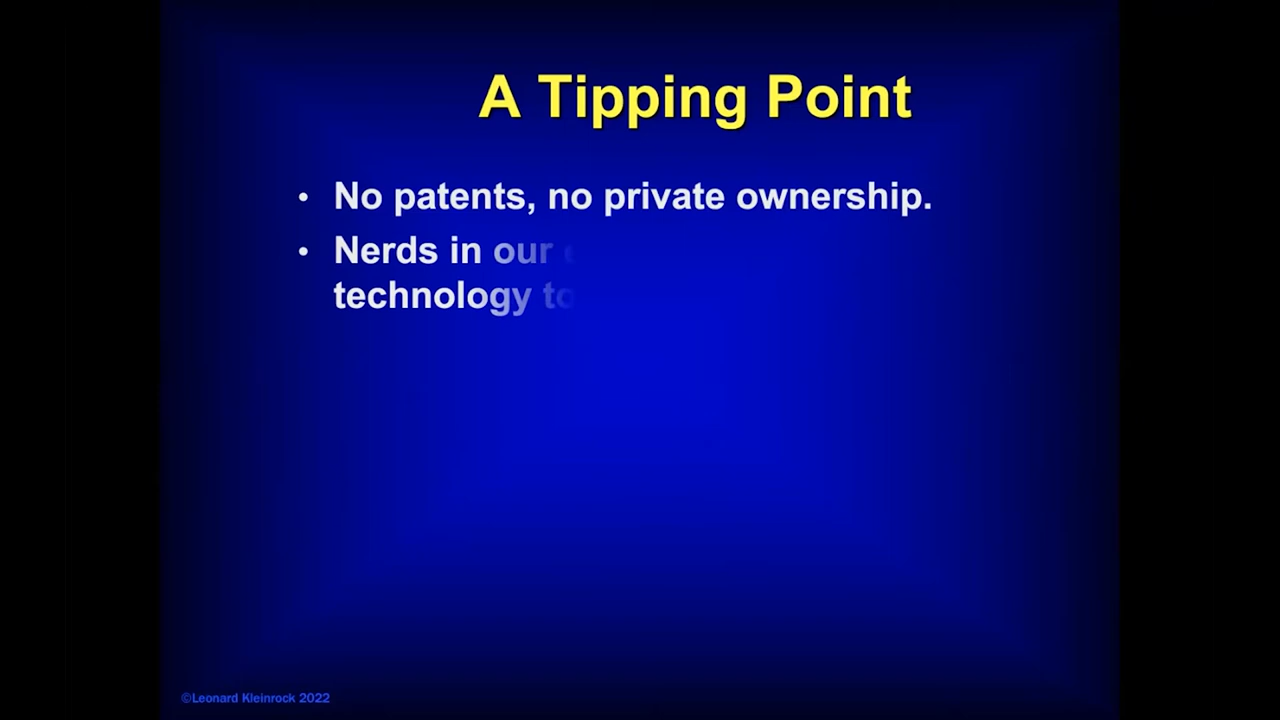 A Tipping Point
• No patents, no private ownership.
• Nerds in our
technology to
©Leonard Kleinrock 2022